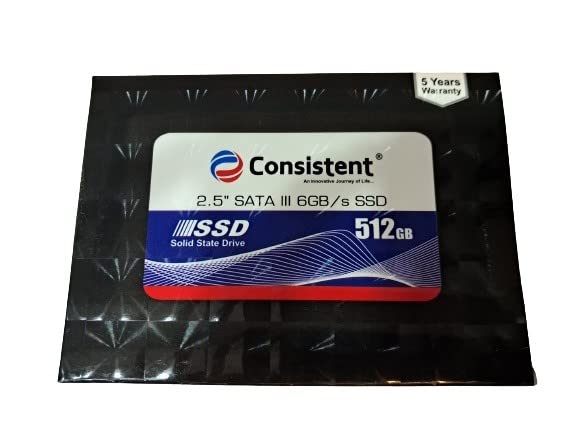 5 Years
Warranty
Consistent®
An Innovative Journey of Life...
2.5" SATA III 6GB/s SSD
SSD
512GB
Solid State Drive